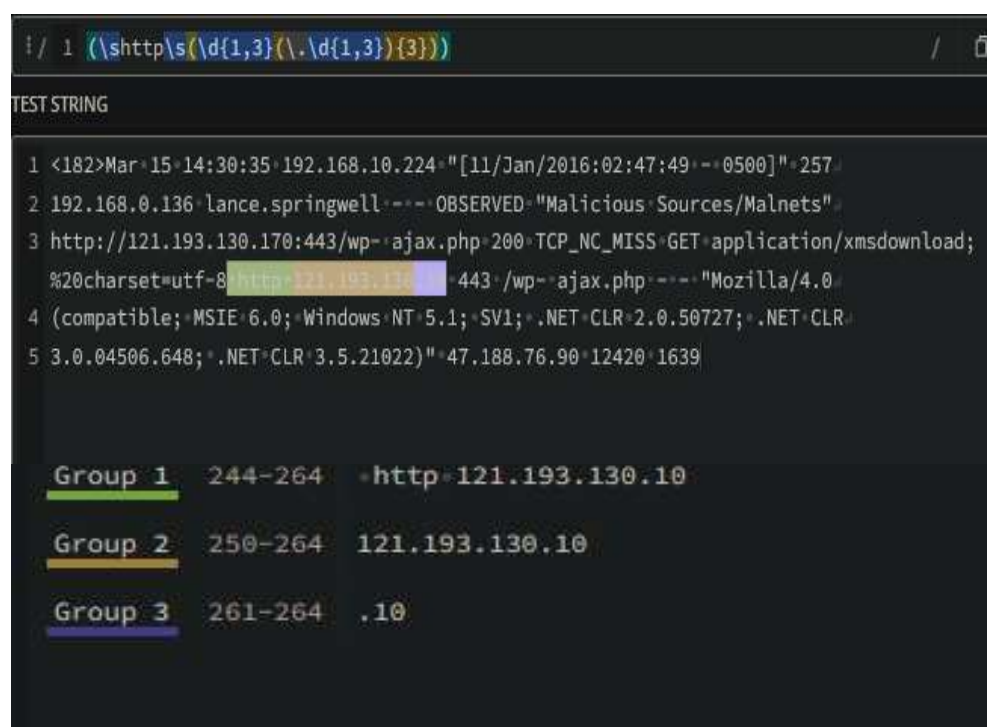 / 1 (\shttp\s(\d{1,3}(\.\d{1,3}){3})) /
TEST STRING
1 <182>Mar·15·14:30:35·192.168.10.224·"[11/Jan/2016:02:47:49·-·0500]"·257
2 192.168.0.136·lance.springwell·-·-·OBSERVED·"Malicious·Sources/Malnets"
3 http://121.193.130.170:443/wp-·ajax.php·200·TCP_NC_MISS·GET·application/xmsdownload;
%20charset=utf-8·http·121.193.130.10·443·/wp-·ajax.php·-·-·"Mozilla/4.0
4 (compatible;·MSIE·6.0;·Windows·NT·5.1;·SV1;·.NET·CLR·2.0.50727;·.NET·CLR
5 3.0.04506.648;·.NET·CLR·3.5.21022)"·47.188.76.90·12420·1639
Group 1 244-264 ·http·121.193.130.10
Group 2 250-264 121.193.130.10
Group 3 261-264 .10